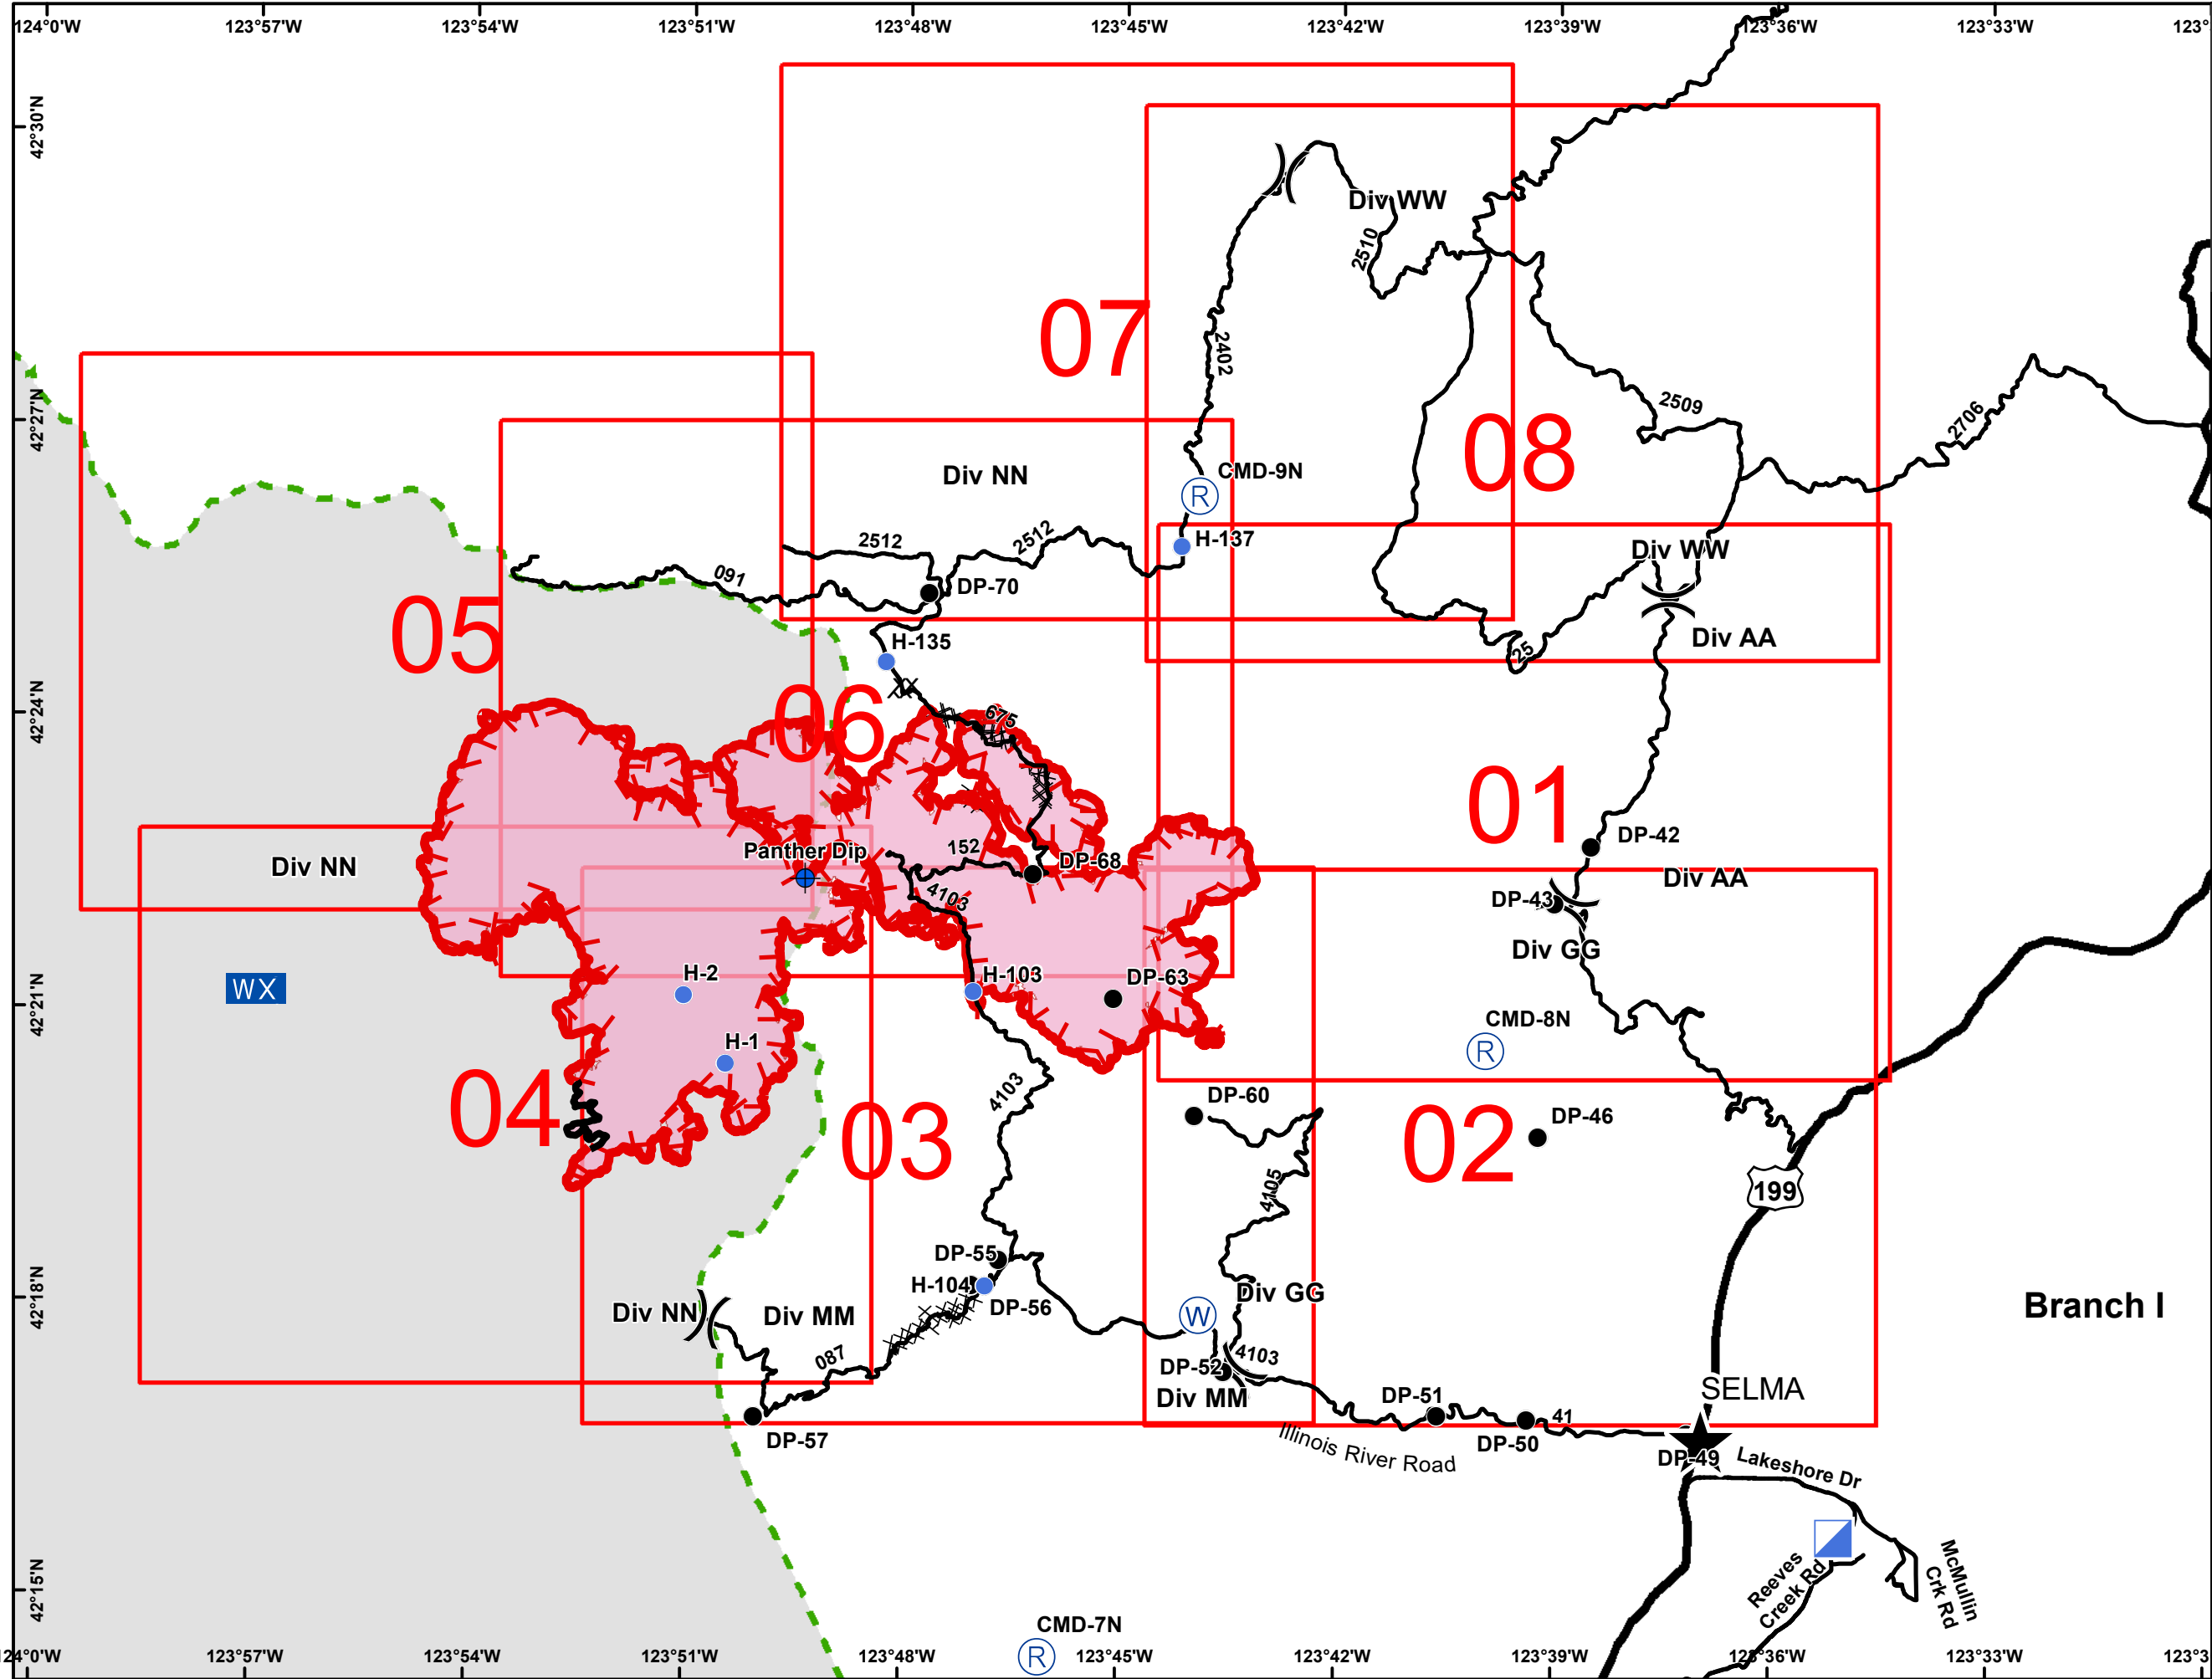 124°0'W
123°57'W
123°54'W
123°51'W
123°48'W
123°45'W
123°42'W
123°39'W
123°36'W
123°33'W
123°
42°30'N
Div WW
2510
07
2402
42°27'N
2509
2706
08
Div NN
CMD-9N
R
2512
2512
H-137
Div WW
091
DP-70
05
H-135
Div AA
25
42°24'N
06
675
01
DP-42
Panther Dip
152
DP-68
Div NN
Div AA
4103
DP-43
Div GG
WX
H-2
H-103
DP-63
42°21'N
CMD-8N
R
H-1
04
4103
DP-60
03
02
DP-46
4105
199
DP-55
H-104
DP-56
42°18'N
Div GG
Branch I
Div NN
Div MM
W
087
4103
DP-52
Div MM
DP-51
SELMA
DP-57
41
DP-50
Illinois River Road
DP-49
Lakeshore Dr
42°15'N
Reeves
Creek Rd
McMullin
Crk Rd
CMD-7N
R
124°0'W
123°57'W
123°54'W
123°51'W
123°48'W
123°45'W
123°42'W
123°39'W
123°36'W
123°33'W
123°3